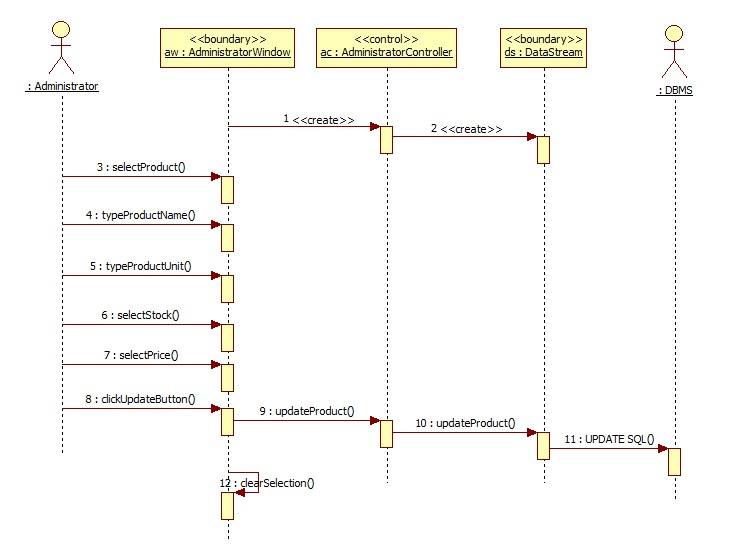 <<boundary>>
aw : AdministratorWindow
<<control>>
ac : AdministratorController
<<boundary>>
ds : DataStream
: Administrator
: DBMS
1 <<create>>
2 <<create>>
3 : selectProduct()
4 : typeProductName()
5 : typeProductUnit()
6 : selectStock()
7 : selectPrice()
8 : clickUpdateButton()
9 : updateProduct()
10 : updateProduct()
11 : UPDATE SQL()
12 : clearSelection()